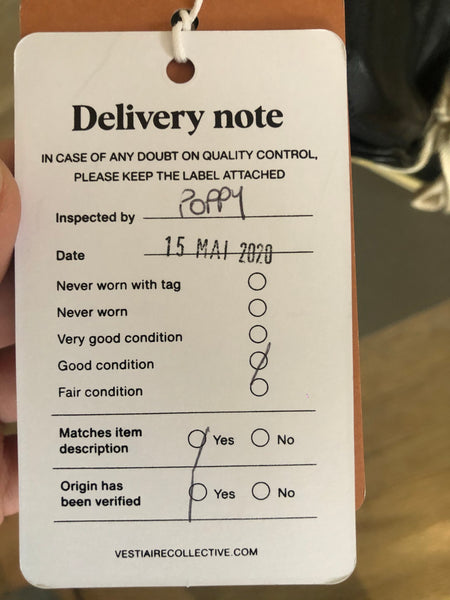 Delivery note
IN CASE OF ANY DOUBT ON QUALITY CONTROL,
PLEASE KEEP THE LABEL ATTACHED
Inspected by POPPY
Date 15 MAI 2020
Never worn with tag
Never worn
Very good condition
Good condition
Fair condition
Matches item
description Yes No
Origin has
been verified Yes No
VESTIAIRECOLLECTIVE.COM